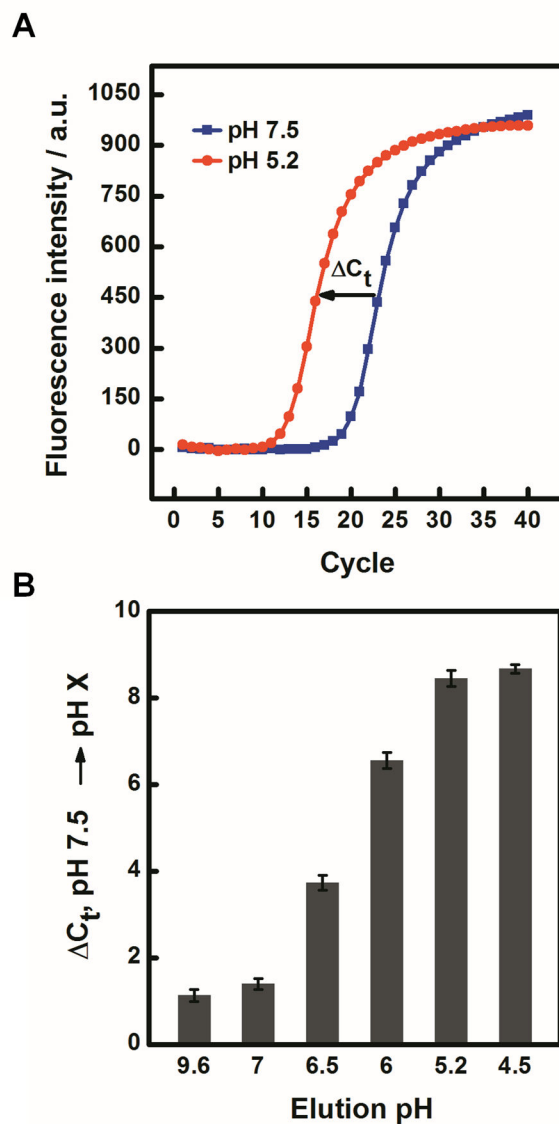 A
Fluorescence intensity / a.u.
1050
900
750
600
450
300
150
0
pH 7.5
pH 5.2
ΔCt
0 5 10 15 20 25 30 35 40
Cycle
B
ΔCt, pH 7.5 → pH X
10
8
6
4
2
0
9.6 7 6.5 6 5.2 4.5
Elution pH